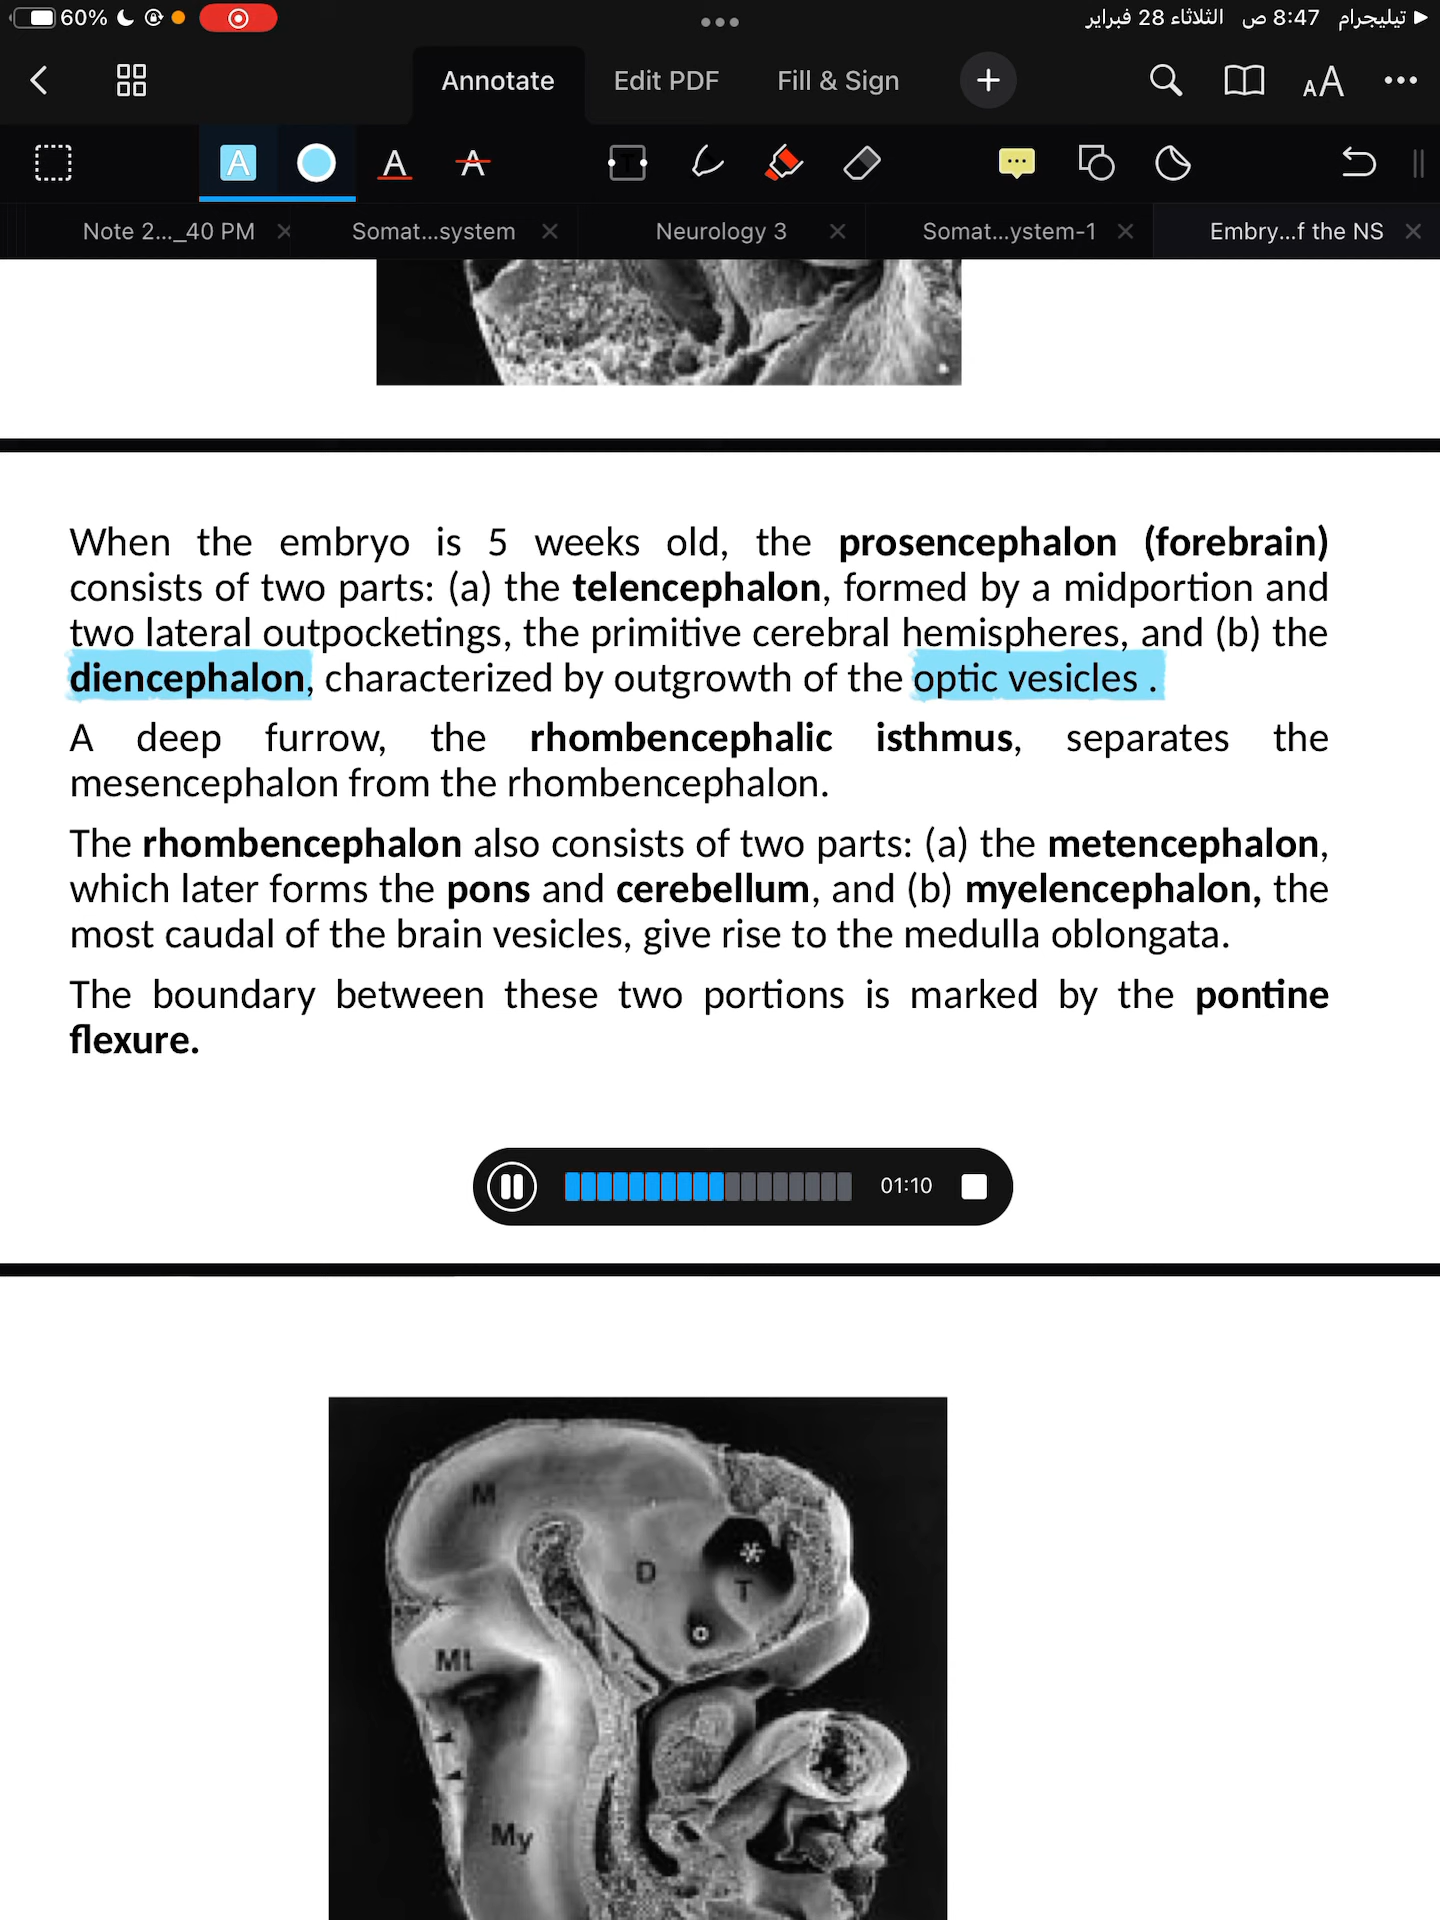 60%
تيليجرام 8:47 ص الثلاثاء 28 فبراير
Annotate Edit PDF Fill & Sign
AA
A A A T
Note 2..._40 PM Somat...system Neurology 3 Somat...ystem-1 Embry...f the NS
When the embryo is 5 weeks old, the prosencephalon (forebrain)
consists of two parts: (a) the telencephalon, formed by a midportion and
two lateral outpocketings, the primitive cerebral hemispheres, and (b) the
diencephalon, characterized by outgrowth of the optic vesicles .
A deep furrow, the rhombencephalic isthmus, separates the
mesencephalon from the rhombencephalon.
The rhombencephalon also consists of two parts: (a) the metencephalon,
which later forms the pons and cerebellum, and (b) myelencephalon, the
most caudal of the brain vesicles, give rise to the medulla oblongata.
The boundary between these two portions is marked by the pontine
flexure.
01:10
M
D
*
T
o
Mt
My